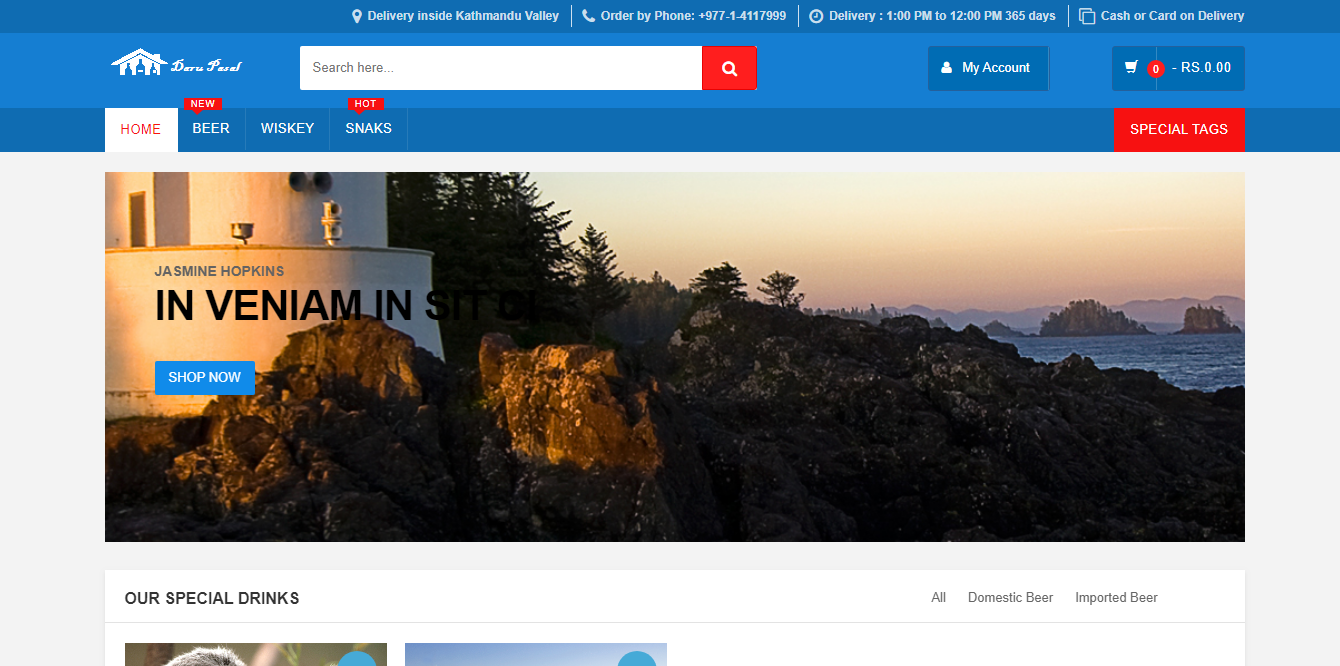 Delivery inside Kathmandu Valley
Order by Phone: +977-1-4117999
Delivery : 1:00 PM to 12:00 PM 365 days
Cash or Card on Delivery
Daru Pasal
Search here...
My Account
0 - RS.0.00
NEW
HOT
HOME
BEER
WISKEY
SNAKS
SPECIAL TAGS
JASMINE HOPKINS
IN VENIAM IN SIT
SHOP NOW
OUR SPECIAL DRINKS
All
Domestic Beer
Imported Beer